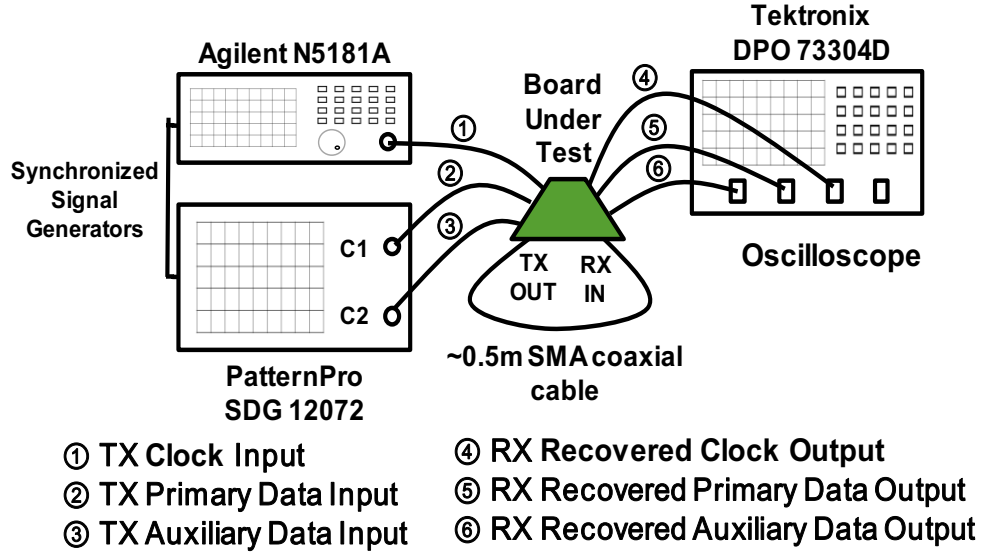 Tektronix
DPO 73304D
Agilent N5181A
Board
Under
Test
①
②
③
④
⑤
⑥
Synchronized
Signal
Generators
C1
C2
TX
OUT
RX
IN
Oscilloscope
~0.5m SMA coaxial
cable
PatternPro
SDG 12072
① TX Clock Input
② TX Primary Data Input
③ TX Auxiliary Data Input
④ RX Recovered Clock Output
⑤ RX Recovered Primary Data Output
⑥ RX Recovered Auxiliary Data Output